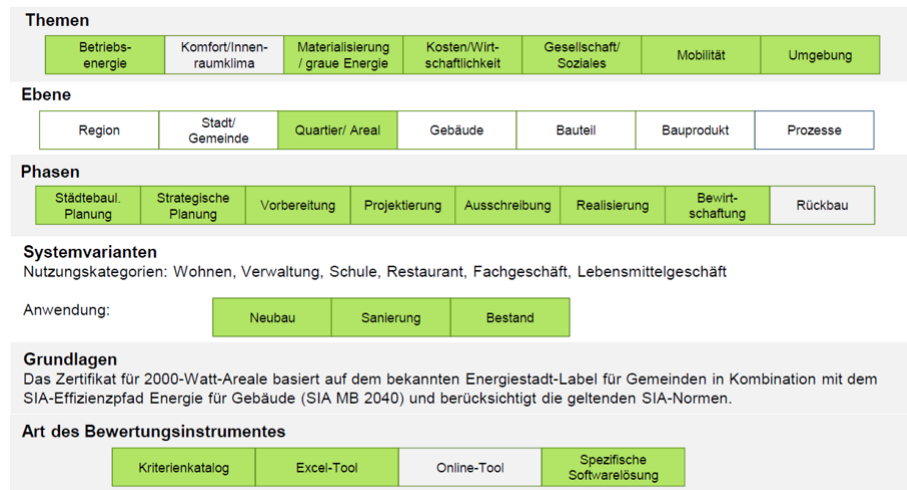 Themen
Betriebs-
energie
Komfort/Innen-
raumklima
Materialisierung
/ graue Energie
Kosten/Wirt-
schaftlichkeit
Gesellschaft/
Soziales
Mobilität
Umgebung
Ebene
Region
Stadt/
Gemeinde
Quartier/ Areal
Gebäude
Bauteil
Bauprodukt
Prozesse
Phasen
Städtebaul.
Planung
Strategische
Planung
Vorbereitung
Projektierung
Ausschreibung
Realisierung
Bewirt-
schaftung
Rückbau
Systemvarianten
Nutzungskategorien: Wohnen, Verwaltung, Schule, Restaurant, Fachgeschäft, Lebensmittelgeschäft
Anwendung:
Neubau
Sanierung
Bestand
Grundlagen
Das Zertifikat für 2000-Watt-Areale basiert auf dem bekannten Energiestadt-Label für Gemeinden in Kombination mit dem
SIA-Effizienzpfad Energie für Gebäude (SIA MB 2040) und berücksichtigt die geltenden SIA-Normen.
Art des Bewertungsinstrumentes
Kriterienkatalog
Excel-Tool
Online-Tool
Spezifische
Softwarelösung